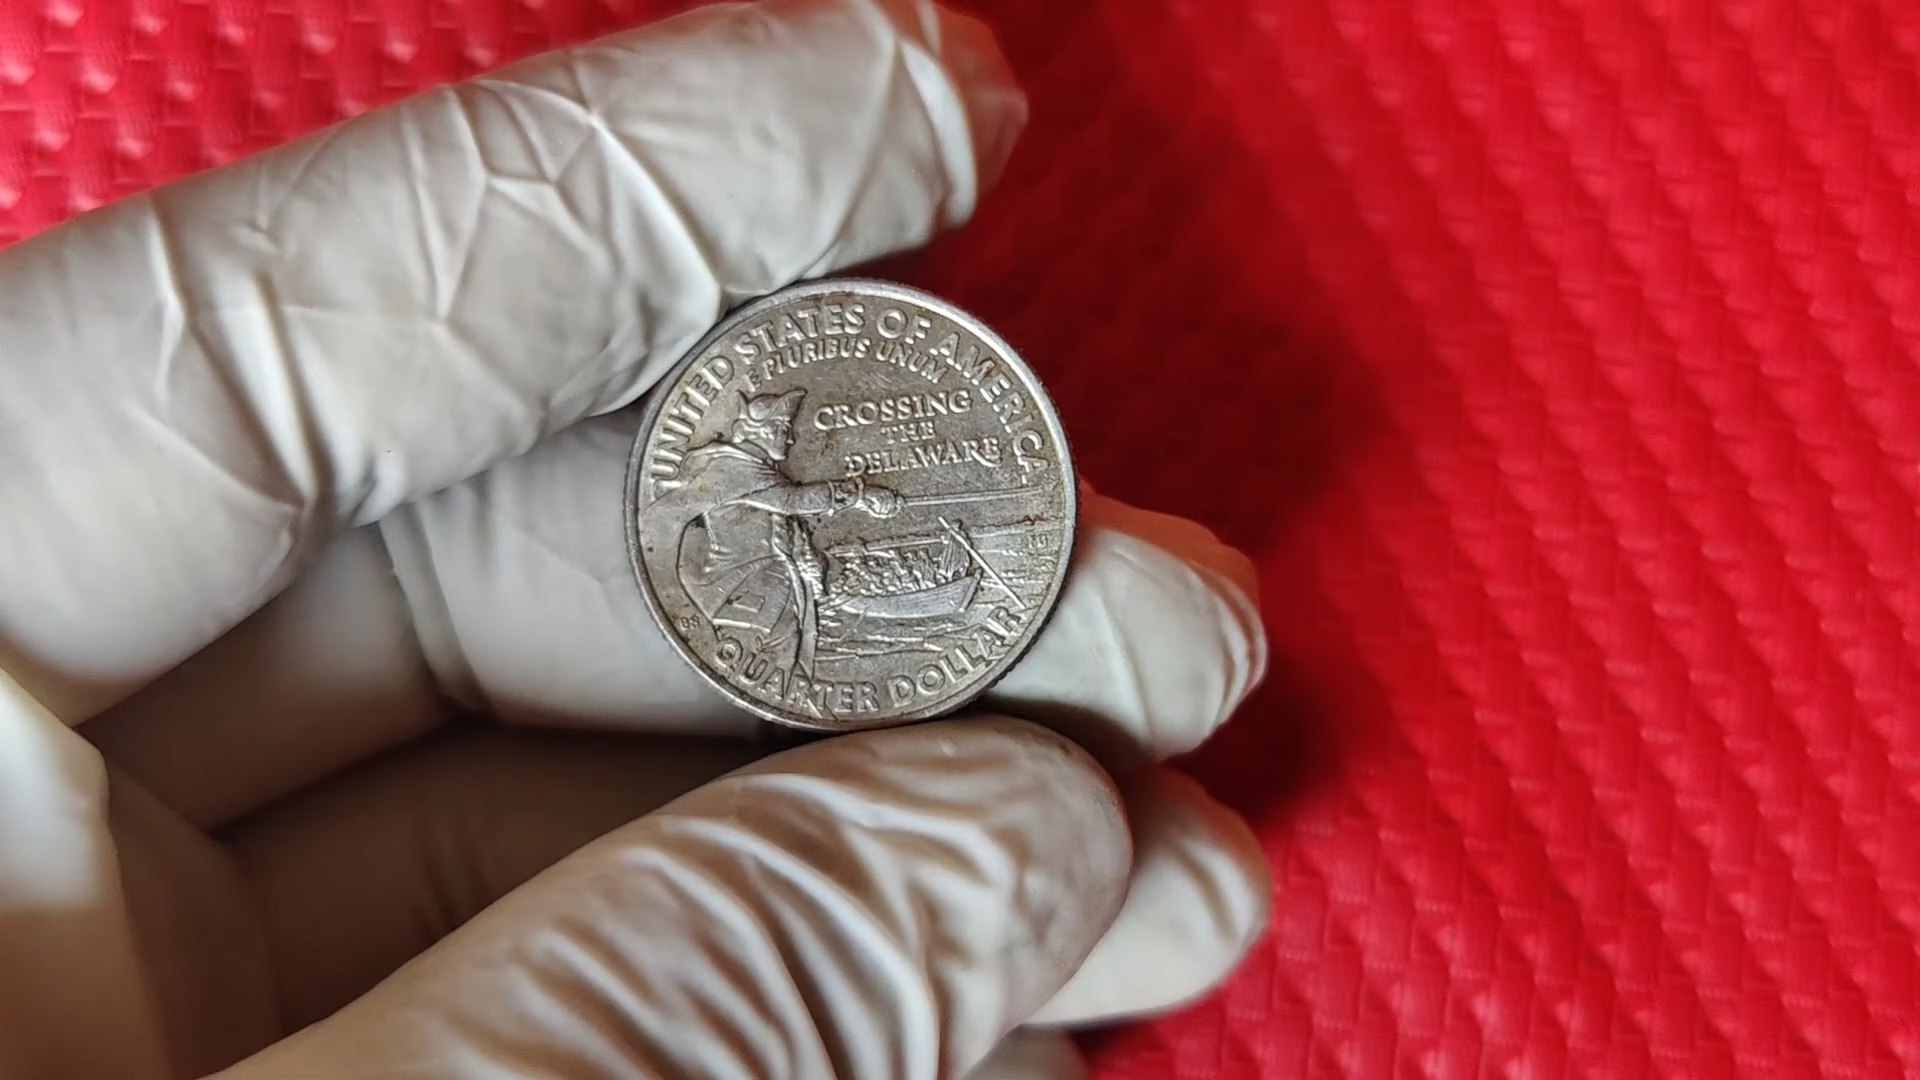 UNITED STATES OF AMERICA
E PLURIBUS UNUM
CROSSING
THE
DELAWARE
QUARTER DOLLAR